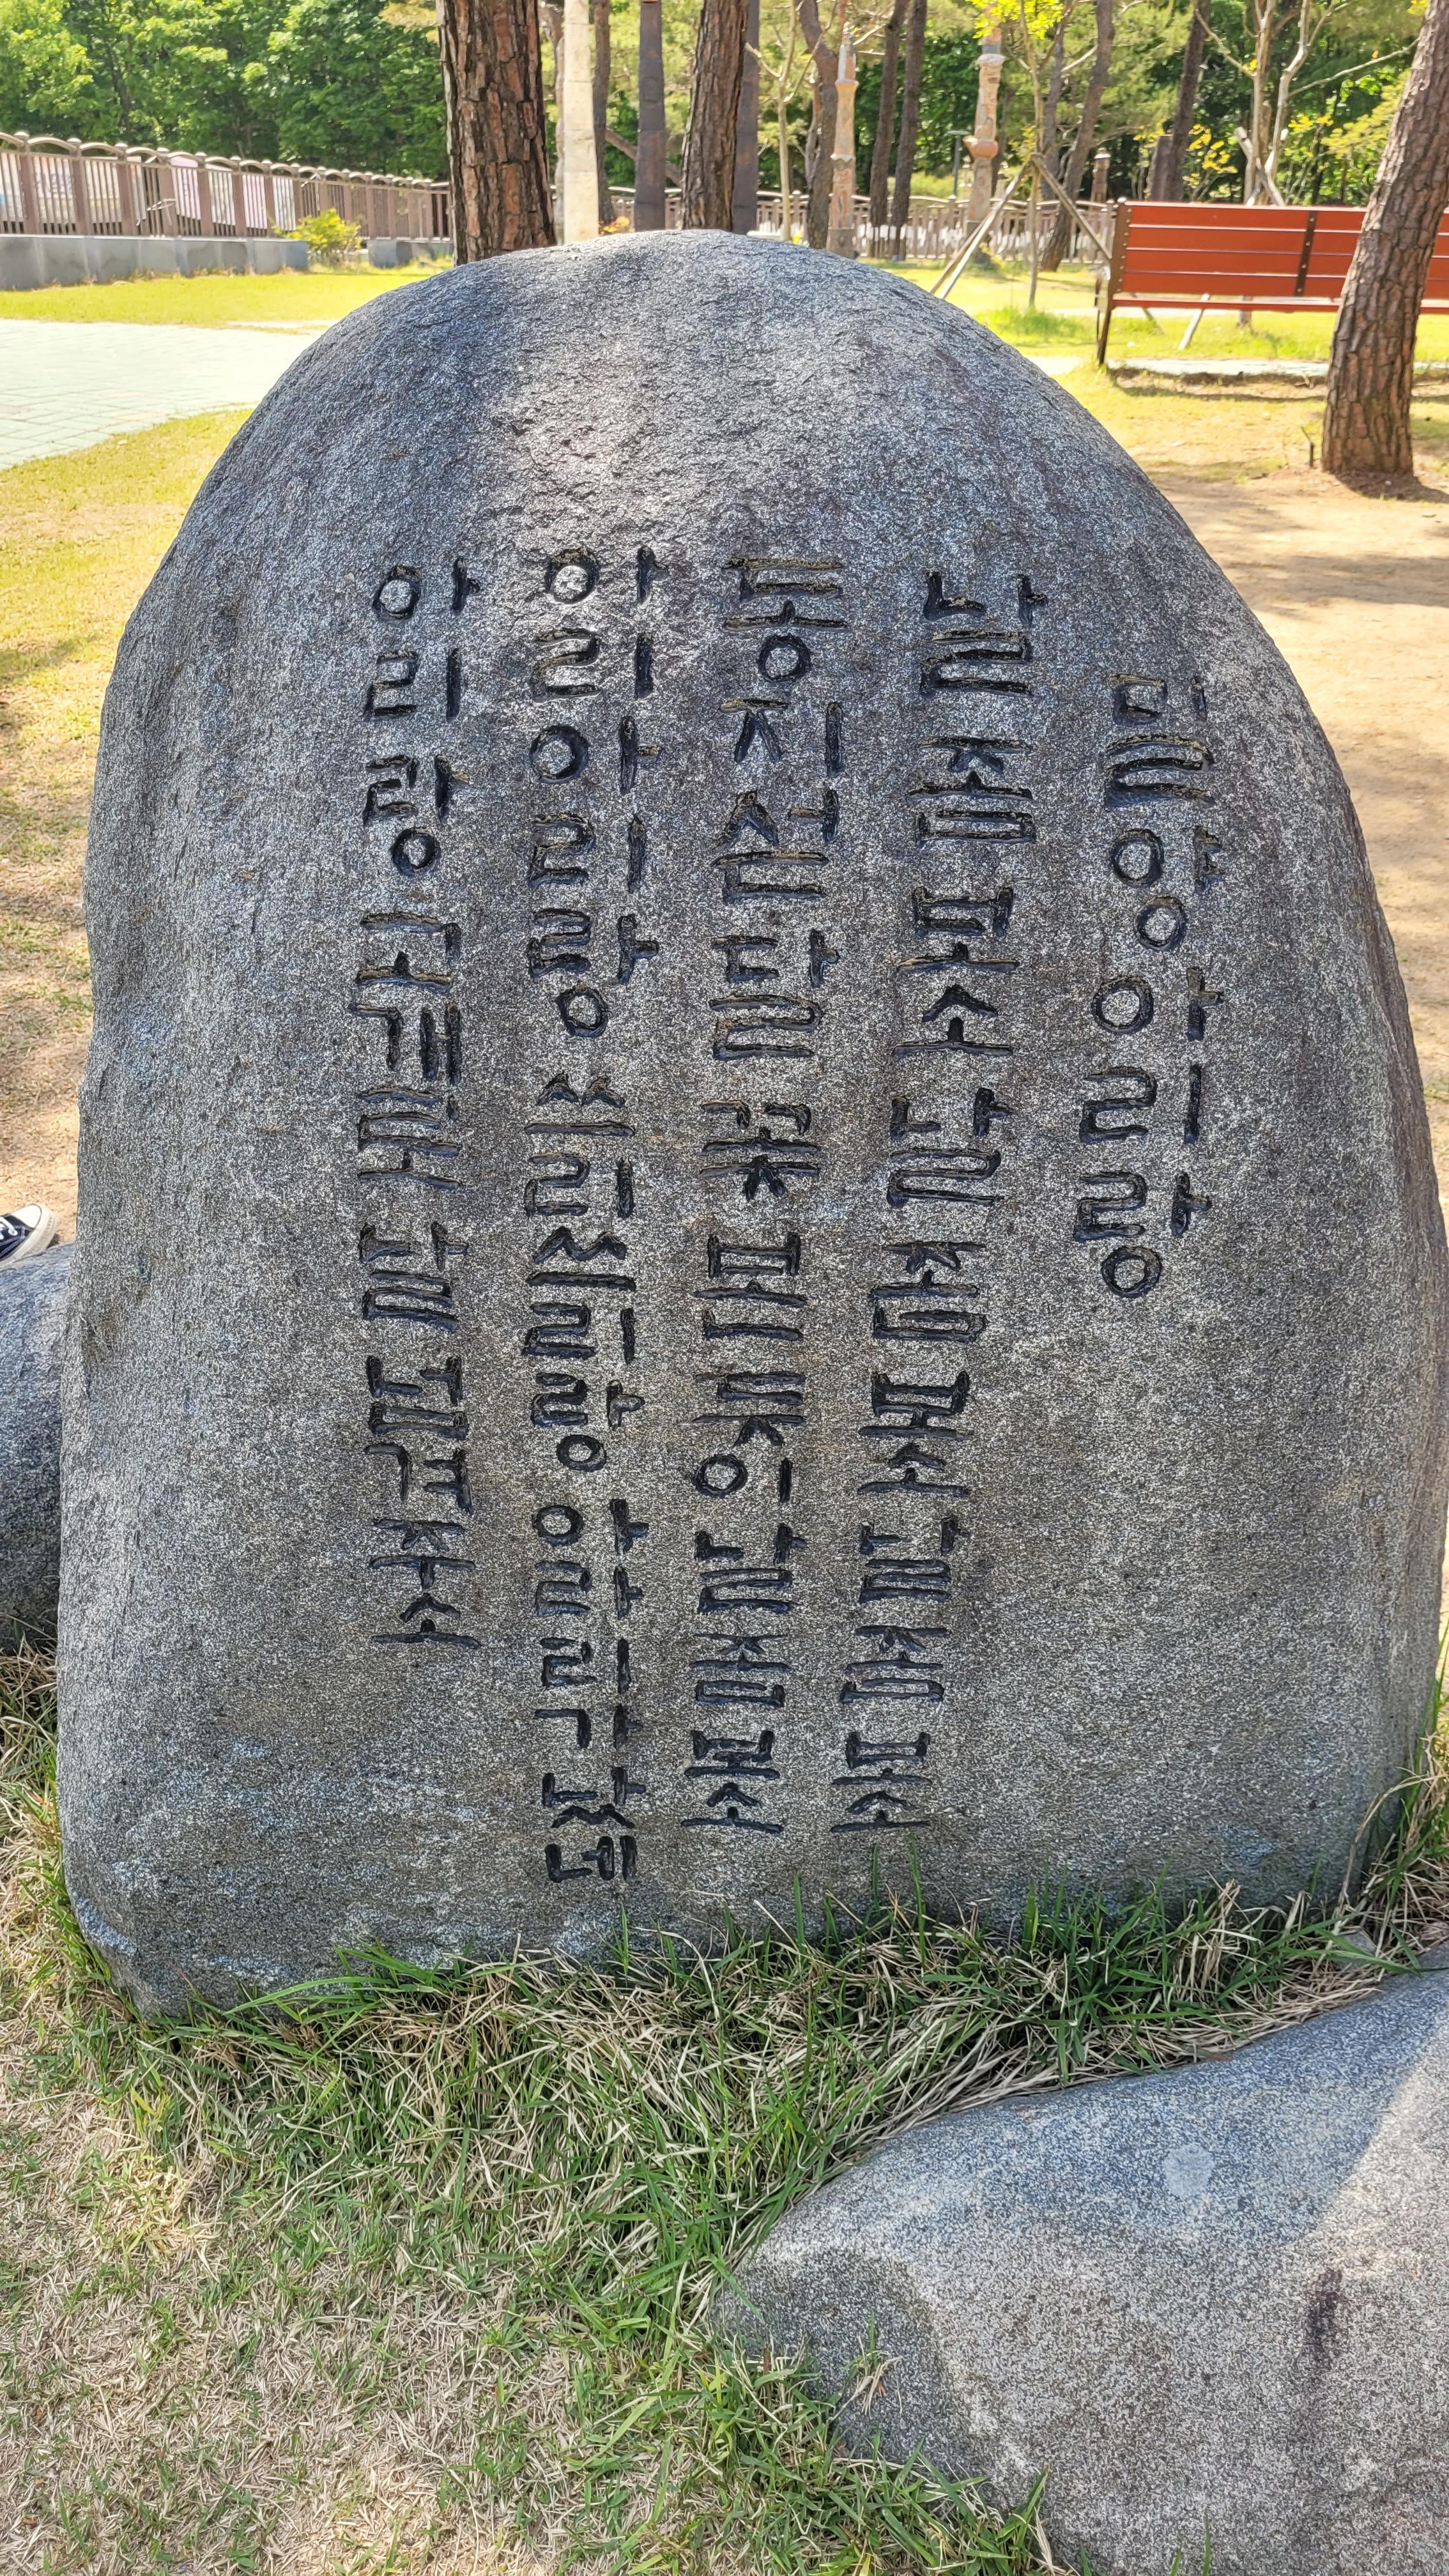 밀양아리랑
날 좀 보소 날 좀 보소 날 좀 보소
동지섣달 꽃 본 듯이 날 좀 보소
아리아리랑 쓰리쓰리랑 아라리가 났네
아리랑 고개로 날 넘겨주소